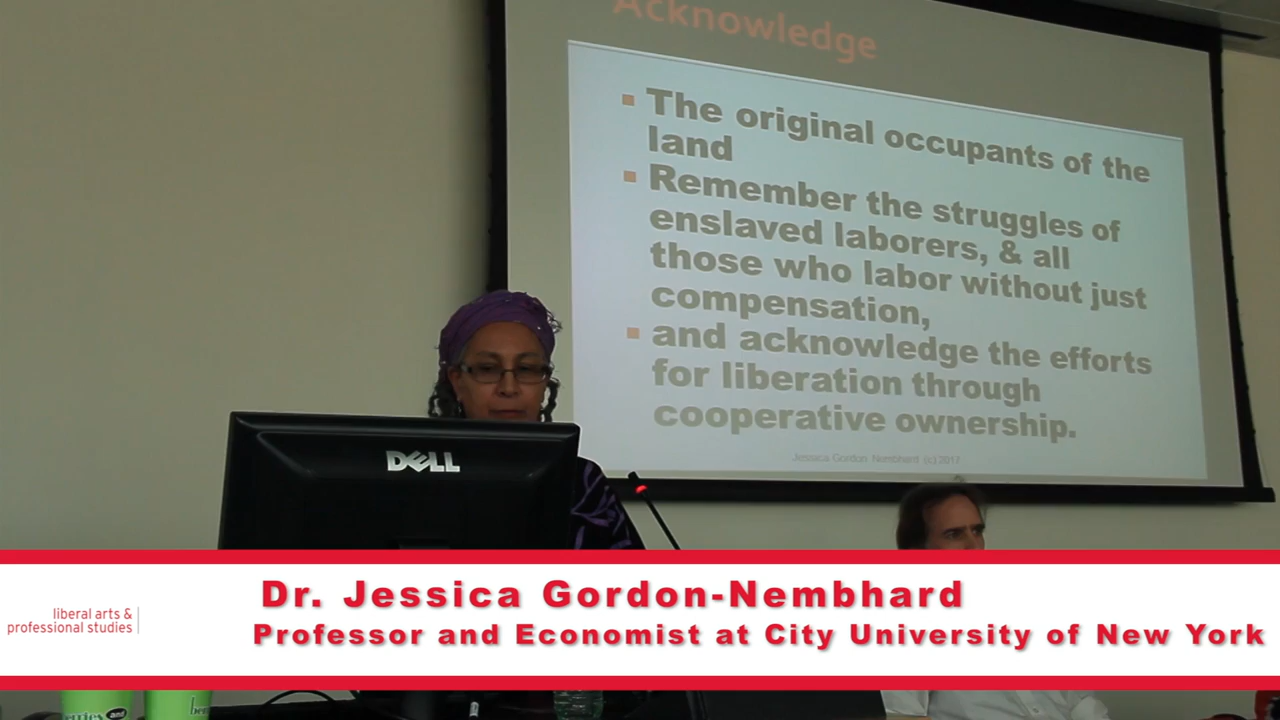 Acknowledge
▪ The original occupants of the
land
▪ Remember the struggles of
enslaved laborers, & all
those who labor without just
compensation,
▪ and acknowledge the efforts
for liberation through
cooperative ownership.
Jessica Gordon Nembhard (c) 2017
DELL
liberal arts &
professional studies
Dr. Jessica Gordon-Nembhard
Professor and Economist at City University of New York
and